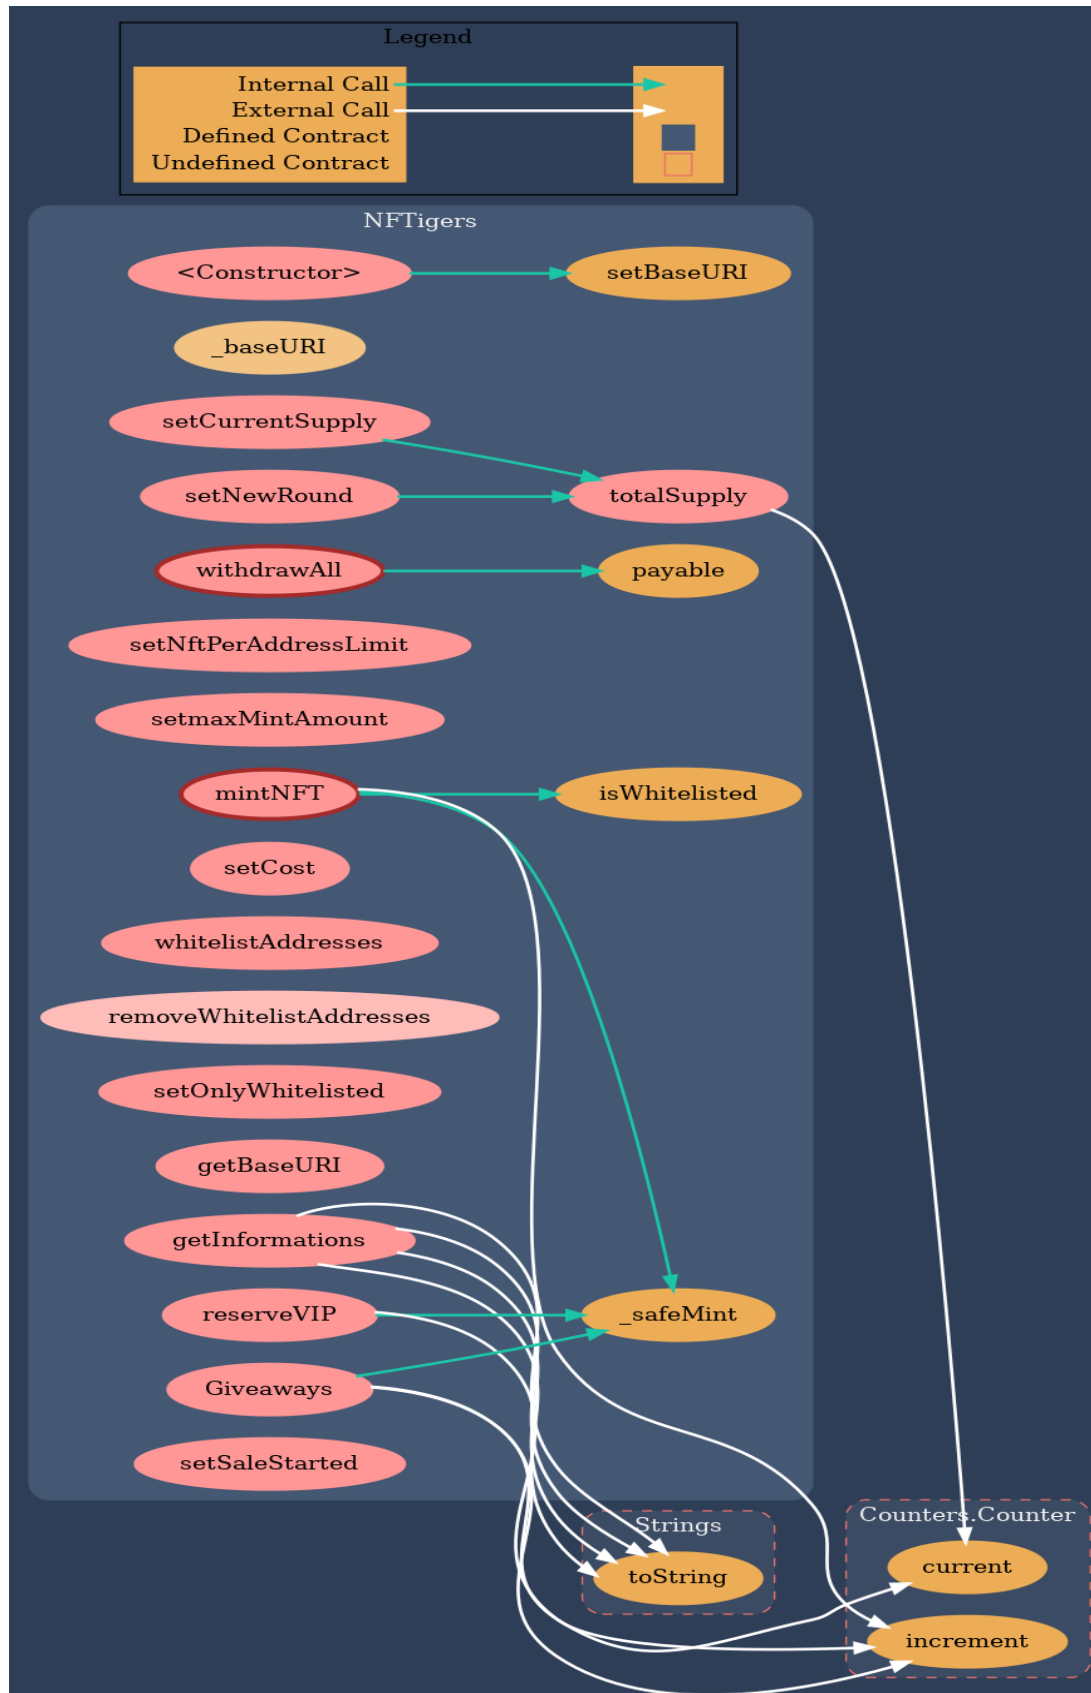 Legend
Internal Call
External Call
Defined Contract
Undefined Contract
NFTigers
<Constructor>
setBaseURI
_baseURI
setCurrentSupply
setNewRound
totalSupply
withdrawAll
payable
setNftPerAddressLimit
setmaxMintAmount
mintNFT
isWhitelisted
setCost
whitelistAddresses
removeWhitelistAddresses
setOnlyWhitelisted
getBaseURI
getInformations
reserveVIP
_safeMint
Giveaways
setSaleStarted
Strings
toString
Counters.Counter
current
increment